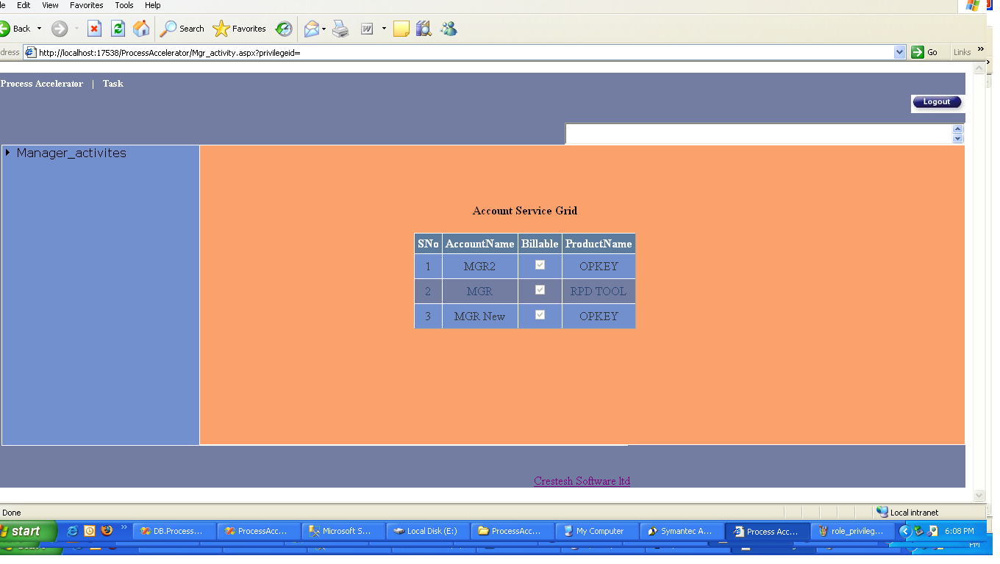 Edit View Favorites Tools Help
Back Search Favorites
dress http://localhost:17538/ProcessAccelerator/Mgr_activity.aspx?privilegeid= Go Links »
Process Accelerator | Task
Logout
Manager_activites
Account Service Grid
SNo AccountName Billable ProductName
1 MGR2 OPKEY
2 MGR RPD TOOL
3 MGR New OPKEY
Crestesh Software ltd
Done Local intranet
start » DB.Process... ProcessAcc... Microsoft S... Local Disk (E:) ProcessAcc... My Computer Symantec A... Process Acc... role_privileg... 6:08 PM